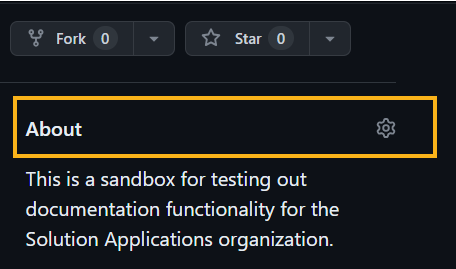 Fork 0 Star 0
About
This is a sandbox for testing out
documentation functionality for the
Solution Applications organization.